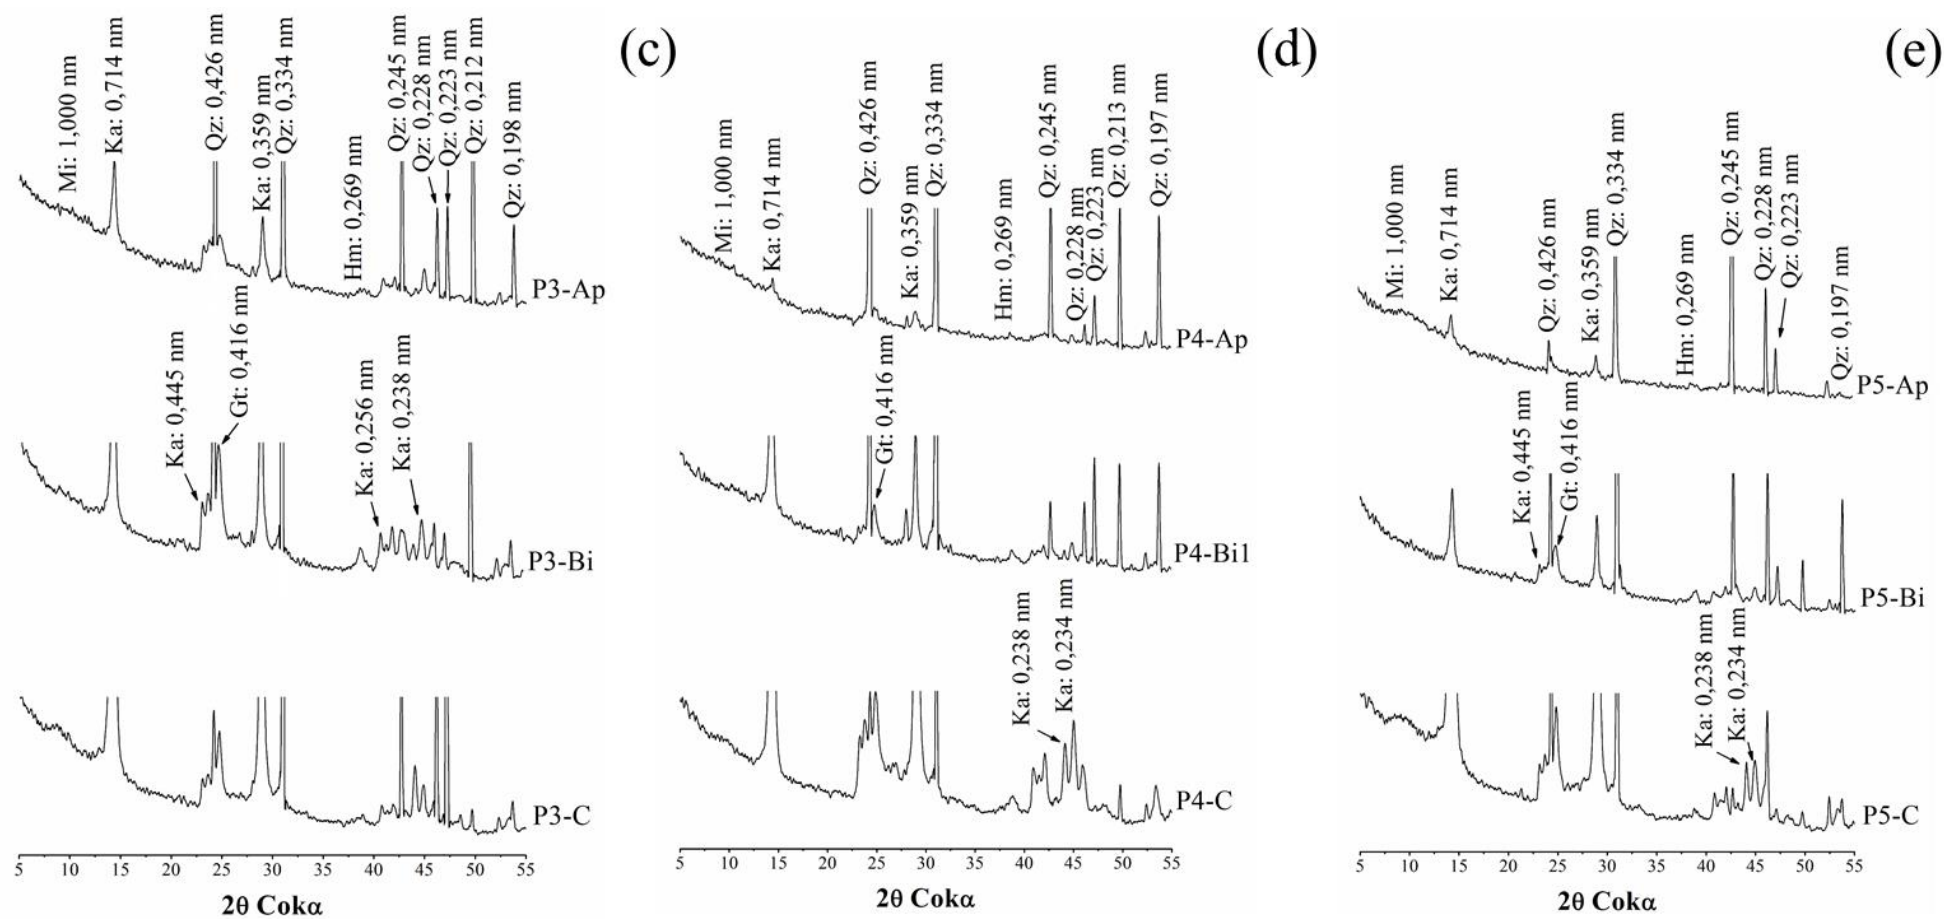 (c)
Mi: 1,000 nm
Ka: 0,714 nm
Qz: 0,426 nm
Ka: 0,359 nm
Qz: 0,334 nm
Hm: 0,269 nm
Qz: 0,245 nm
Qz: 0,228 nm
Qz: 0,223 nm
Qz: 0,212 nm
Qz: 0,198 nm
P3-Ap
Ka: 0,445 nm
Gt: 0,416 nm
Ka: 0,256 nm
Ka: 0,238 nm
P3-Bi
P3-C
5 10 15 20 25 30 35 40 45 50 55
2θ Cokα
(d)
Mi: 1,000 nm
Ka: 0,714 nm
Qz: 0,426 nm
Ka: 0,359 nm
Qz: 0,334 nm
Hm: 0,269 nm
Qz: 0,245 nm
Qz: 0,228 nm
Qz: 0,223 nm
Qz: 0,213 nm
Qz: 0,197 nm
P4-Ap
Gt: 0,416 nm
P4-Bi1
Ka: 0,238 nm
Ka: 0,234 nm
P4-C
5 10 15 20 25 30 35 40 45 50 55
2θ Cokα
(e)
Mi: 1,000 nm
Ka: 0,714 nm
Qz: 0,426 nm
Ka: 0,359 nm
Qz: 0,334 nm
Hm: 0,269 nm
Qz: 0,245 nm
Qz: 0,228 nm
Qz: 0,223 nm
Qz: 0,197 nm
P5-Ap
Ka: 0,445 nm
Gt: 0,416 nm
P5-Bi
Ka: 0,238 nm
Ka: 0,234 nm
P5-C
5 10 15 20 25 30 35 40 45 50 55
2θ Cokα